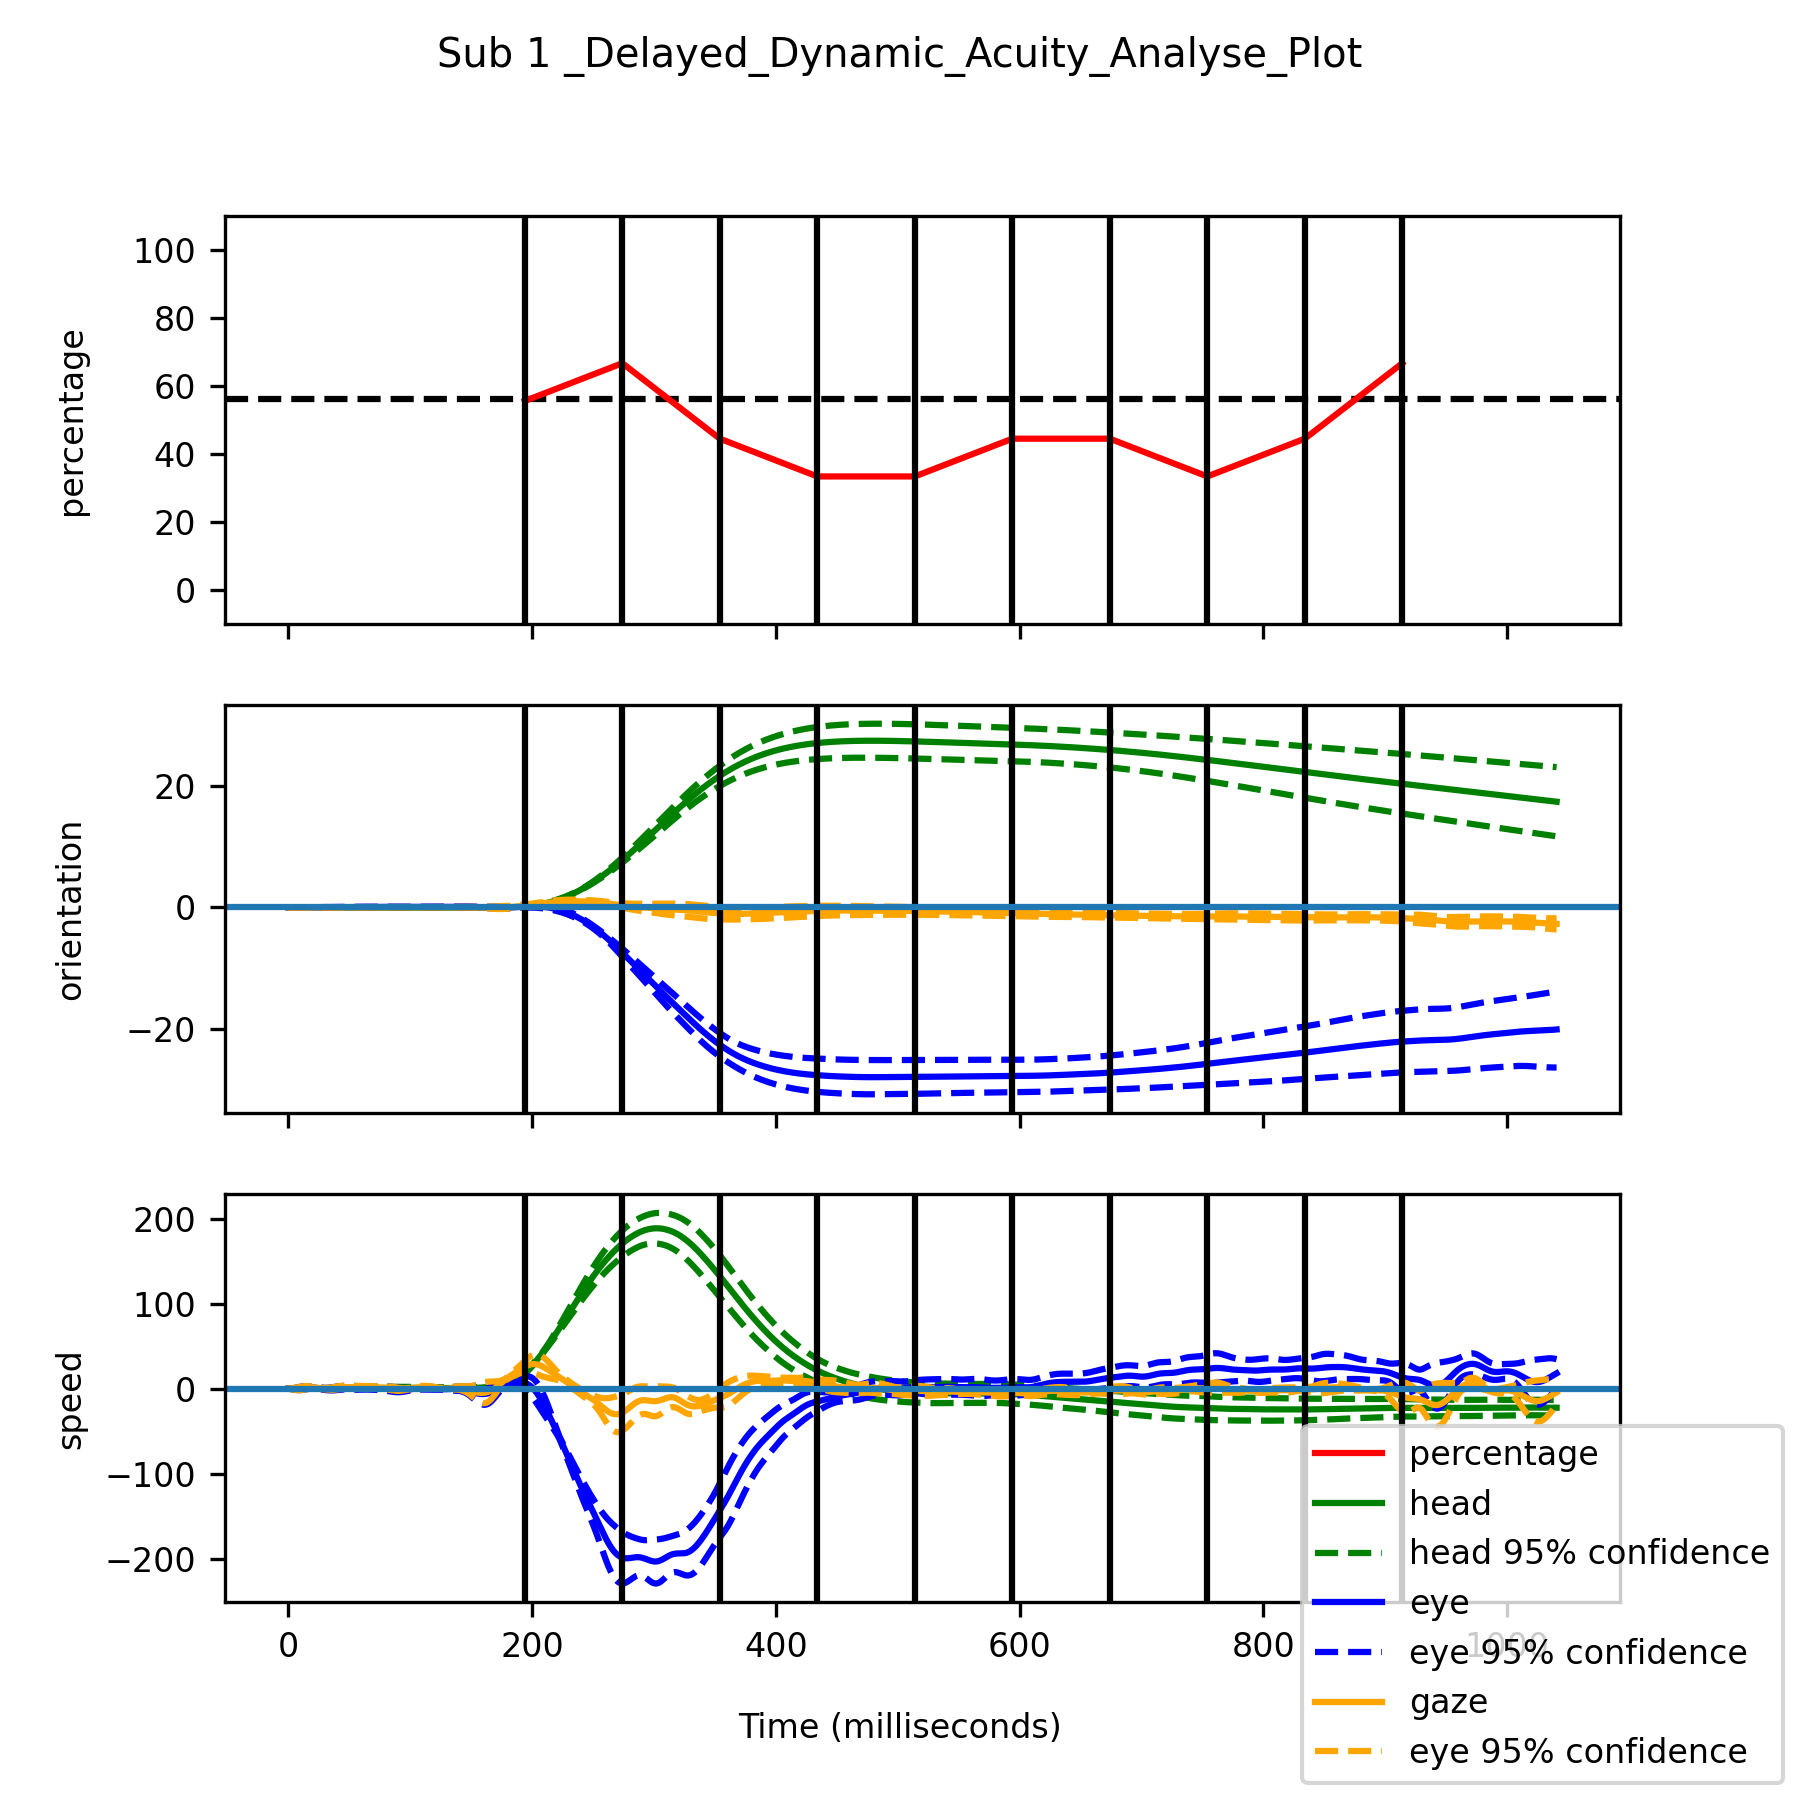 Sub 1 _Delayed_Dynamic_Acuity_Analyse_Plot
percentage
100
80
60
40
20
0
orientation
20
0
−20
speed
200
100
0
−100
−200
0 200 400 600 800 1000
Time (milliseconds)
percentage
head
head 95% confidence
eye
eye 95% confidence
gaze
eye 95% confidence